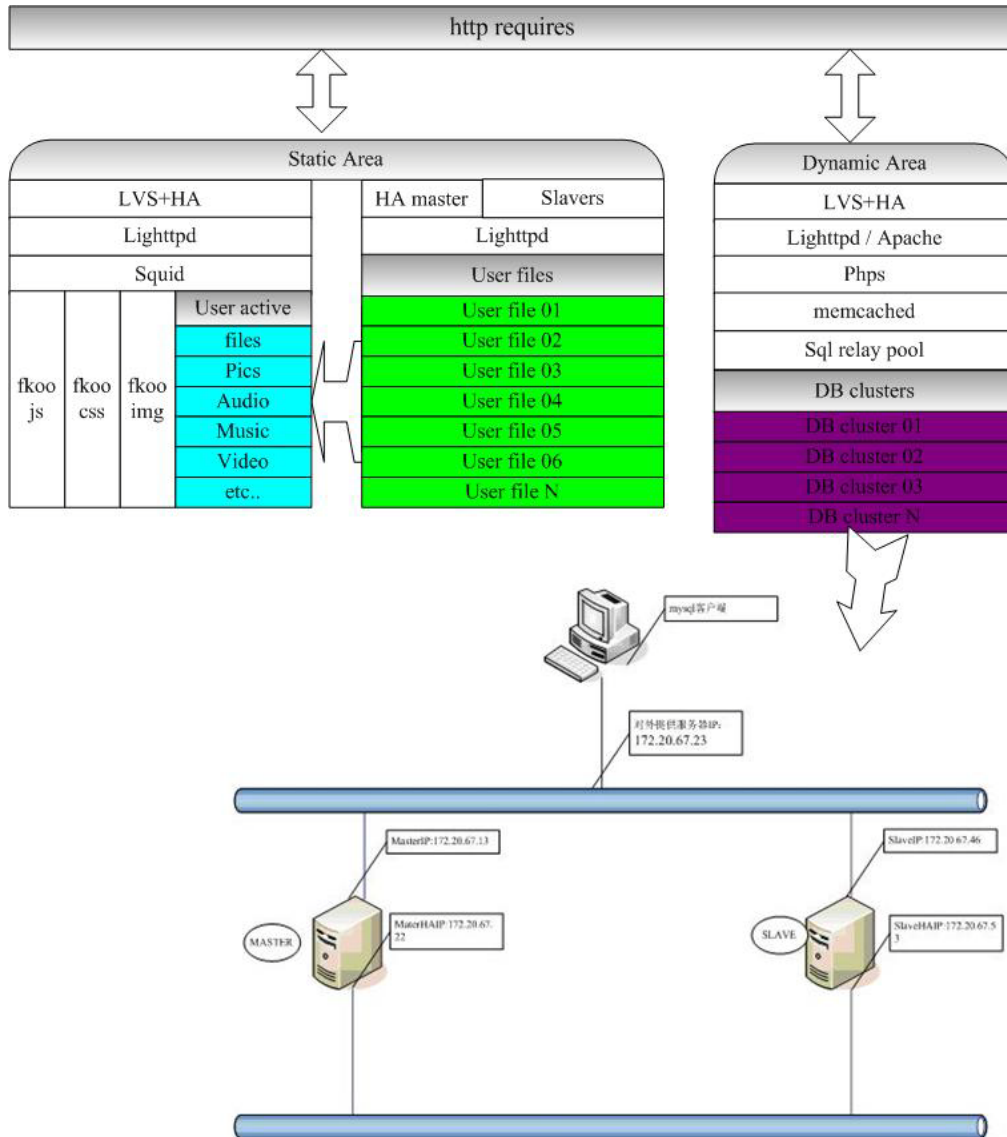 http requires
Static Area
LVS+HA
Lighttpd
Squid
fkoo
js
fkoo
css
fkoo
img
User active
files
Pics
Audio
Music
Video
etc..
HA master
Slavers
Lighttpd
User files
User file 01
User file 02
User file 03
User file 04
User file 05
User file 06
User file N
Dynamic Area
LVS+HA
Lighttpd / Apache
Phps
memcached
Sql relay pool
DB clusters
DB cluster 01
DB cluster 02
DB cluster 03
DB cluster N
mysql客户端
对外提供服务器IP:
172.20.67.23
MasterIP:172.20.67.13
SlaveIP:172.20.67.46
MASTER
MaterHAIP:172.20.67.
22
SLAVE
SlaveHAIP:172.20.67.5
3